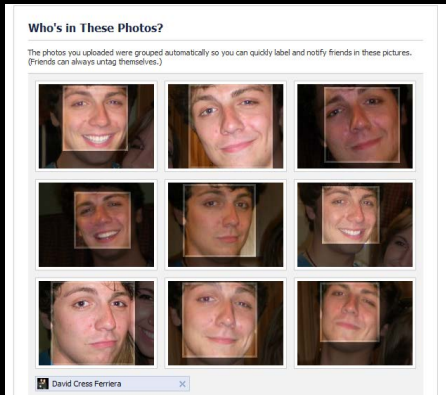 Who's in These Photos?
The photos you uploaded were grouped automatically so you can quickly label and notify friends in these pictures.
(Friends can always untag themselves.)
David Cress Ferriera